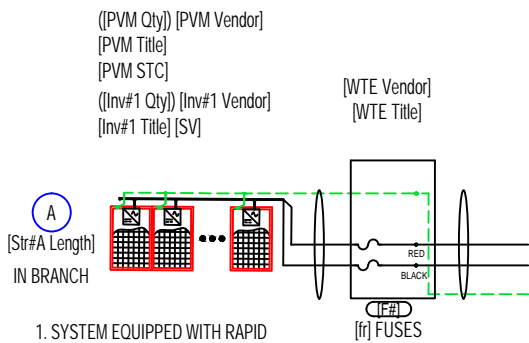 ([PVM Qty]) [PVM Vendor]
[PVM Title]
[PVM STC]
([Inv#1 Qty]) [Inv#1 Vendor]
[Inv#1 Title] [SV]
[WTE Vendor]
[WTE Title]
A
[Str#A Length]
IN BRANCH
RED
BLACK
[F#]
[fr] FUSES
1. SYSTEM EQUIPPED WITH RAPID